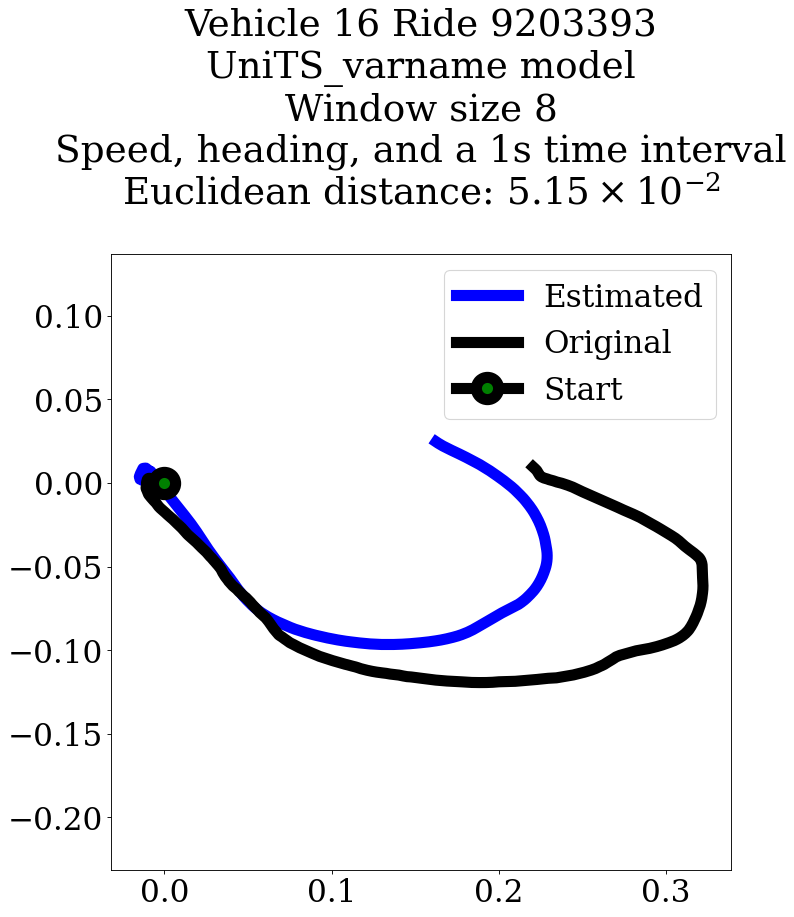 Vehicle 16 Ride 9203393
UniTS_varname model
Window size 8
Speed, heading, and a 1s time interval
Euclidean distance: 5.15 × 10⁻²
Estimated
Original
Start
0.10
0.05
0.00
−0.05
−0.10
−0.15
−0.20
0.0 0.1 0.2 0.3